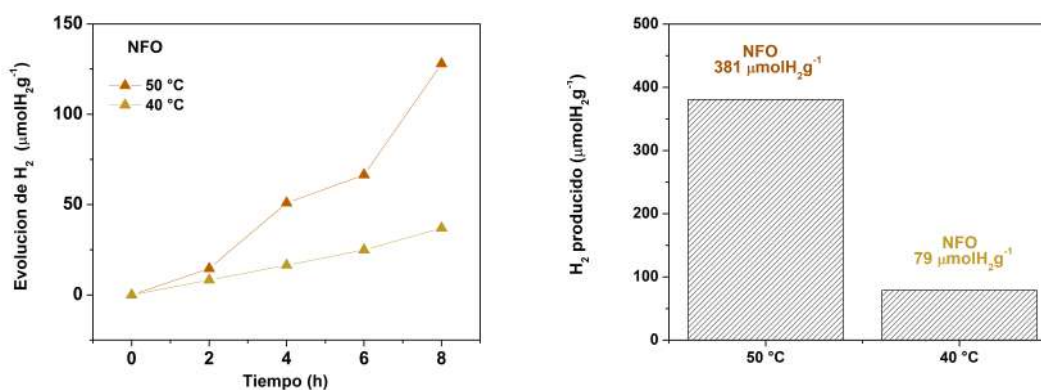 150
100
50
0
Evolucion de H₂ (μmolH₂g⁻¹)
NFO
50 °C
40 °C
0 2 4 6 8
Tiempo (h)
500
400
300
200
100
0
H₂ producido (μmolH₂g⁻¹)
NFO
381 μmolH₂g⁻¹
NFO
79 μmolH₂g⁻¹
50 °C 40 °C